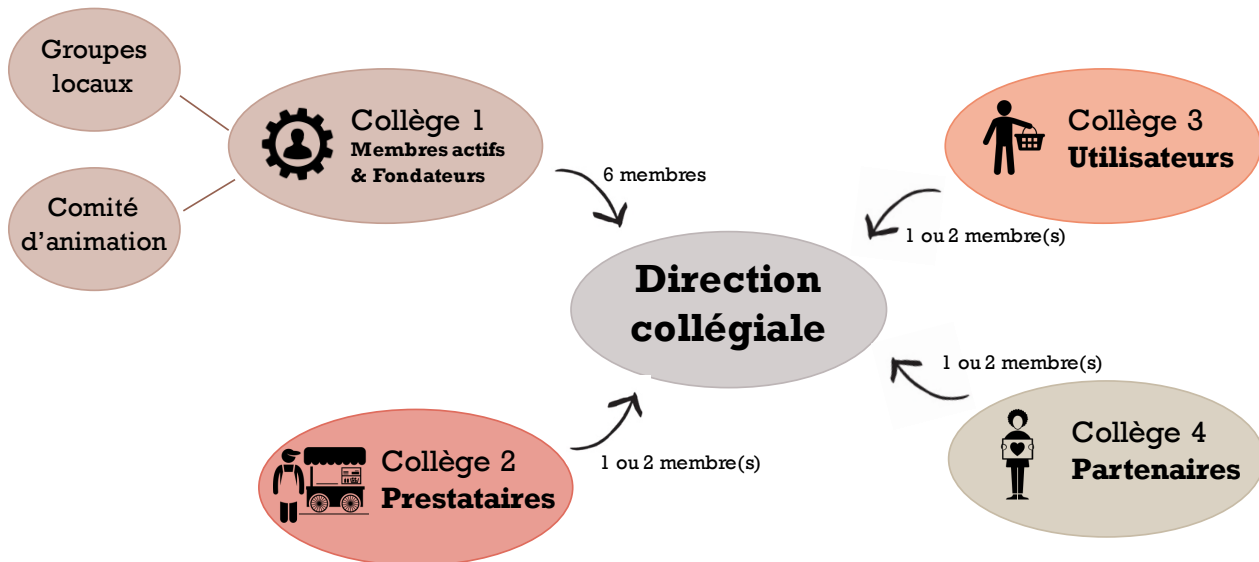 Groupes
locaux
Comité
d’animation
Collège 1
Membres actifs
& Fondateurs
6 membres
Collège 3
Utilisateurs
1 ou 2 membre(s)
Direction
collégiale
Collège 2
Prestataires
1 ou 2 membre(s)
1 ou 2 membre(s)
Collège 4
Partenaires